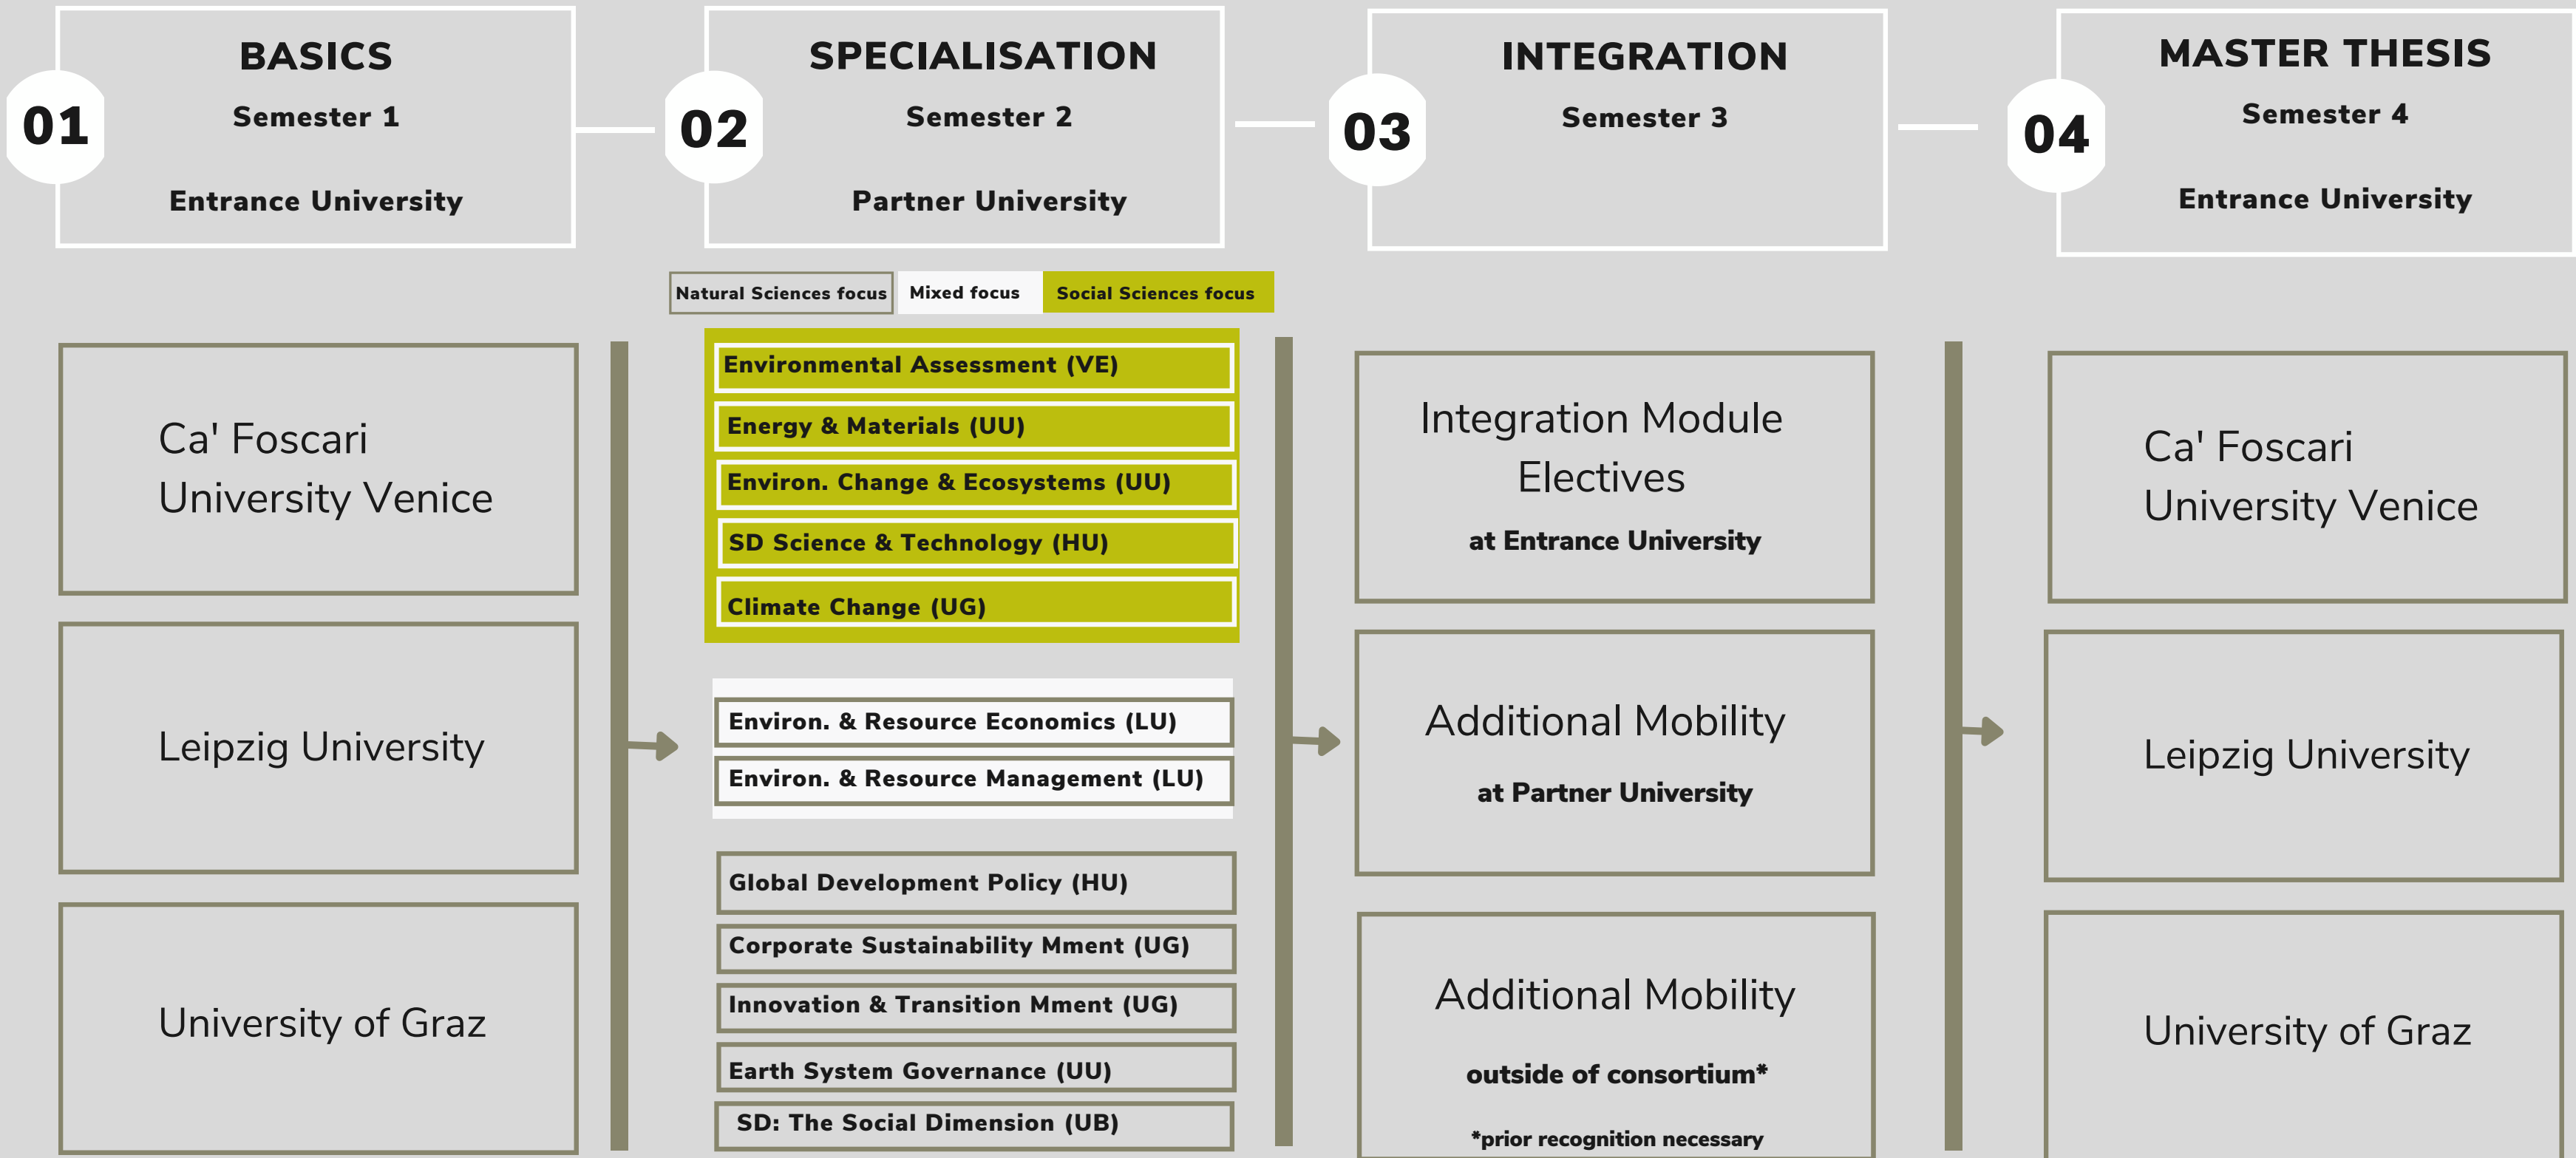 01
BASICS
Semester 1
Entrance University
02
SPECIALISATION
Semester 2
Partner University
03
INTEGRATION
Semester 3
04
MASTER THESIS
Semester 4
Entrance University
Natural Sciences focus
Mixed focus
Social Sciences focus
Ca' Foscari
University Venice
Leipzig University
University of Graz
Environmental Assessment (VE)
Energy & Materials (UU)
Environ. Change & Ecosystems (UU)
SD Science & Technology (HU)
Climate Change (UG)
Environ. & Resource Economics (LU)
Environ. & Resource Management (LU)
Global Development Policy (HU)
Corporate Sustainability Mment (UG)
Innovation & Transition Mment (UG)
Earth System Governance (UU)
SD: The Social Dimension (UB)
Integration Module
Electives
at Entrance University
Additional Mobility
at Partner University
Additional Mobility
outside of consortium*
*prior recognition necessary
Ca' Foscari
University Venice
Leipzig University
University of Graz